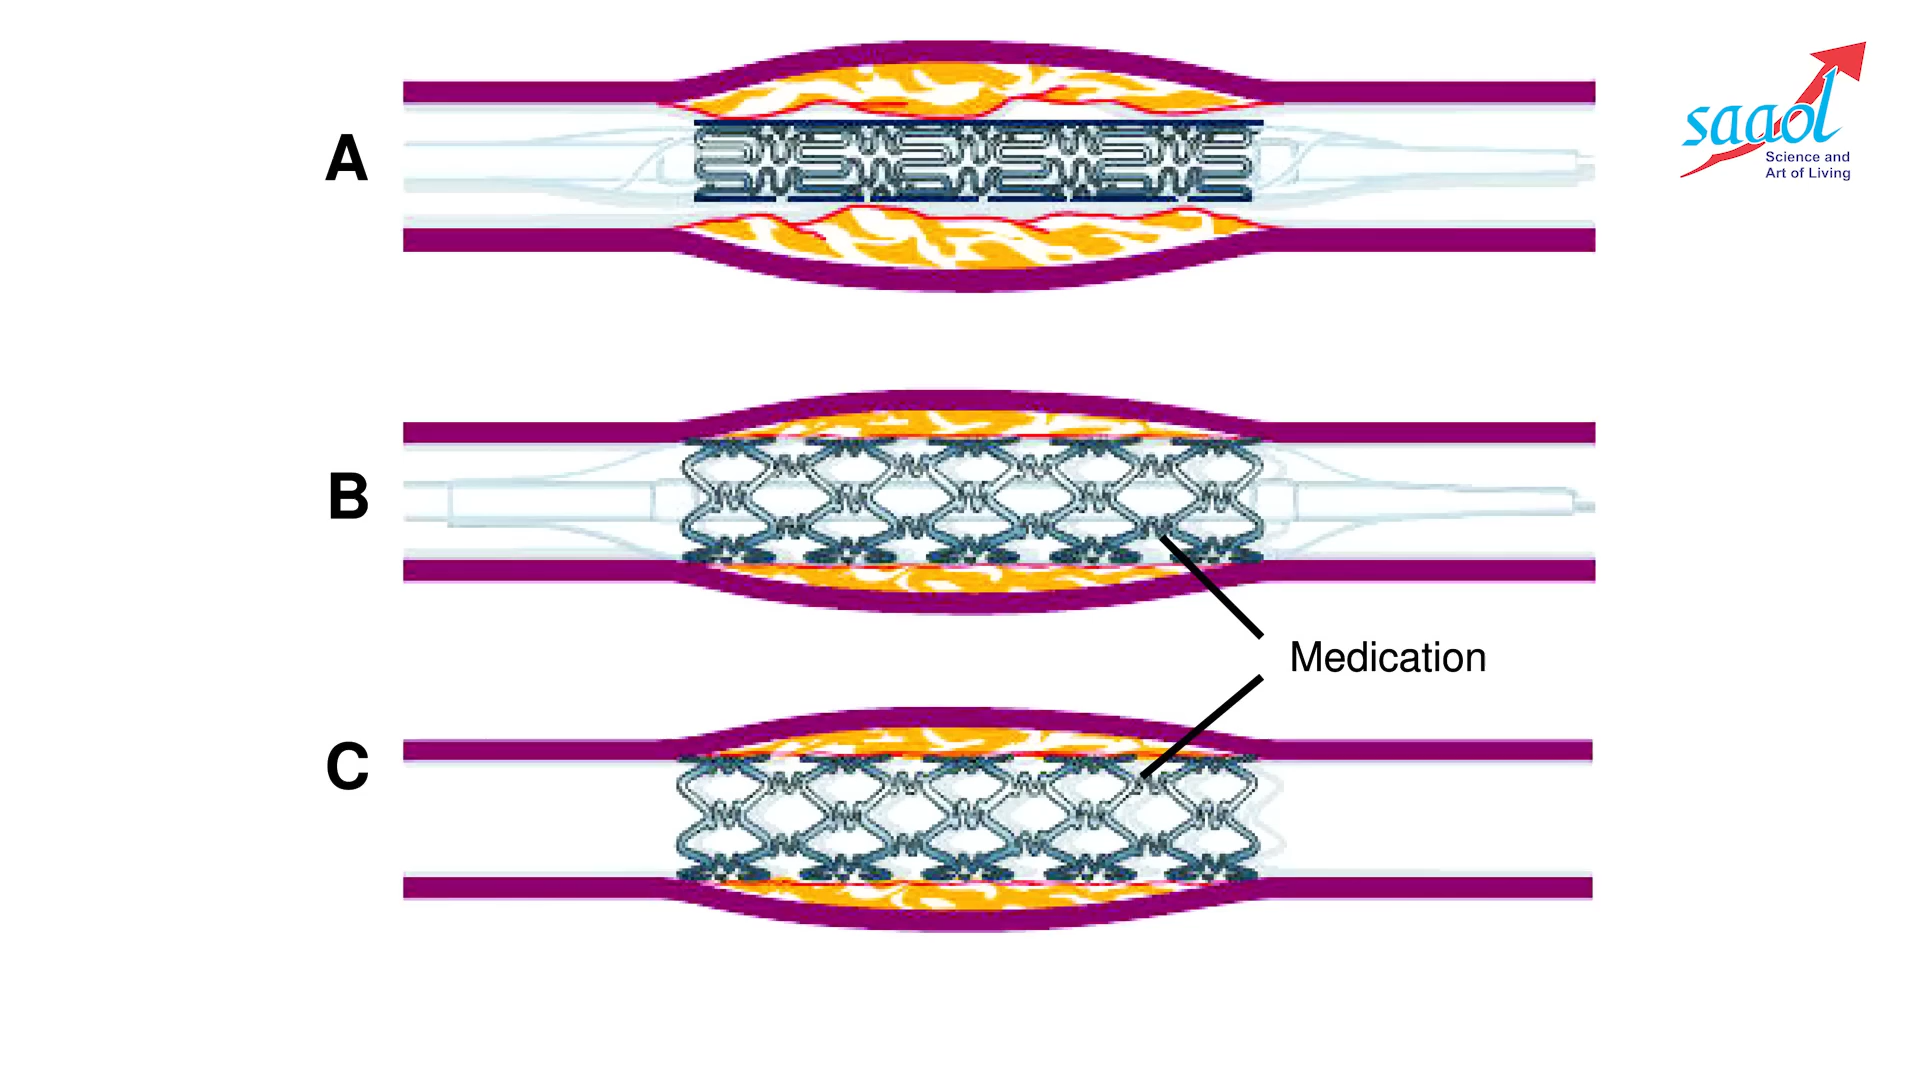 A
saaol
Science and
Art of Living
B
Medication
C